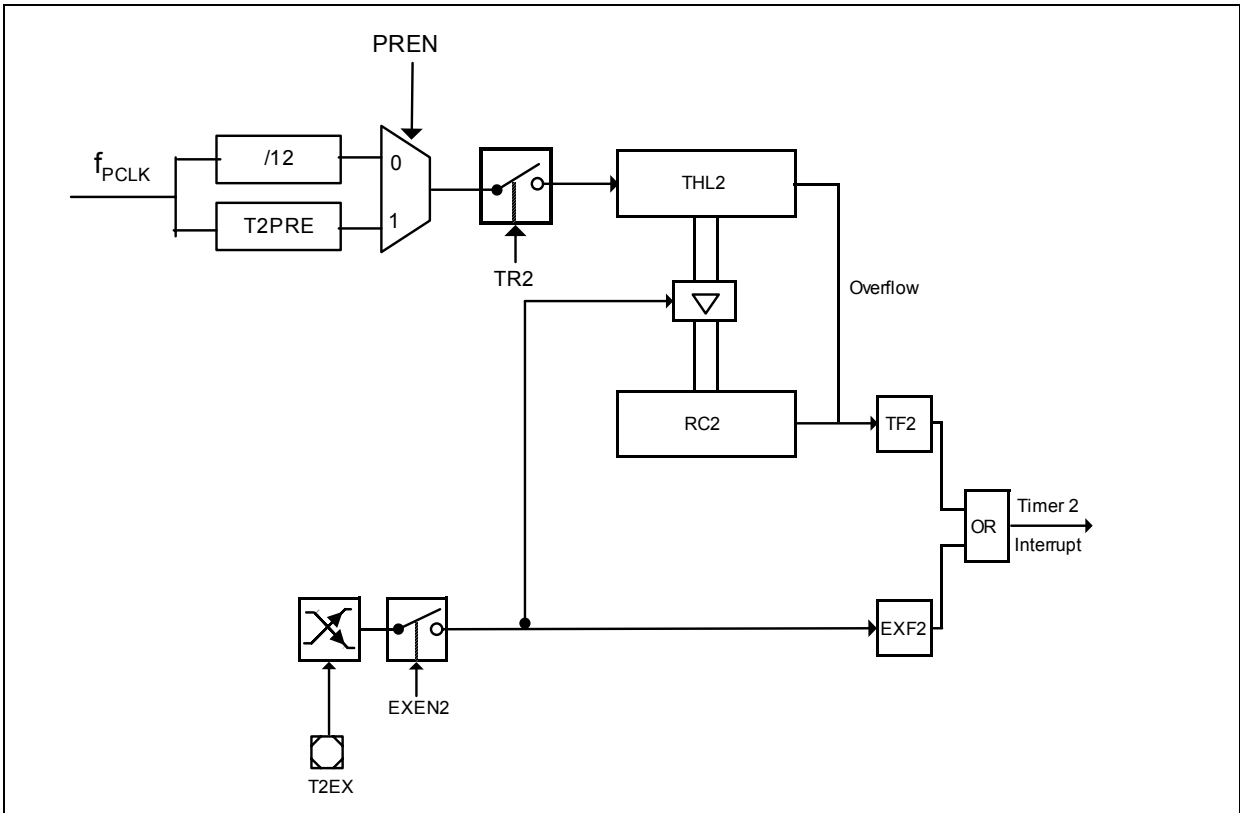 PREN
f_PCLK
/12
0
T2PRE
1
TR2
THL2
Overflow
RC2
TF2
OR
Timer 2
Interrupt
EXF2
EXEN2
T2EX